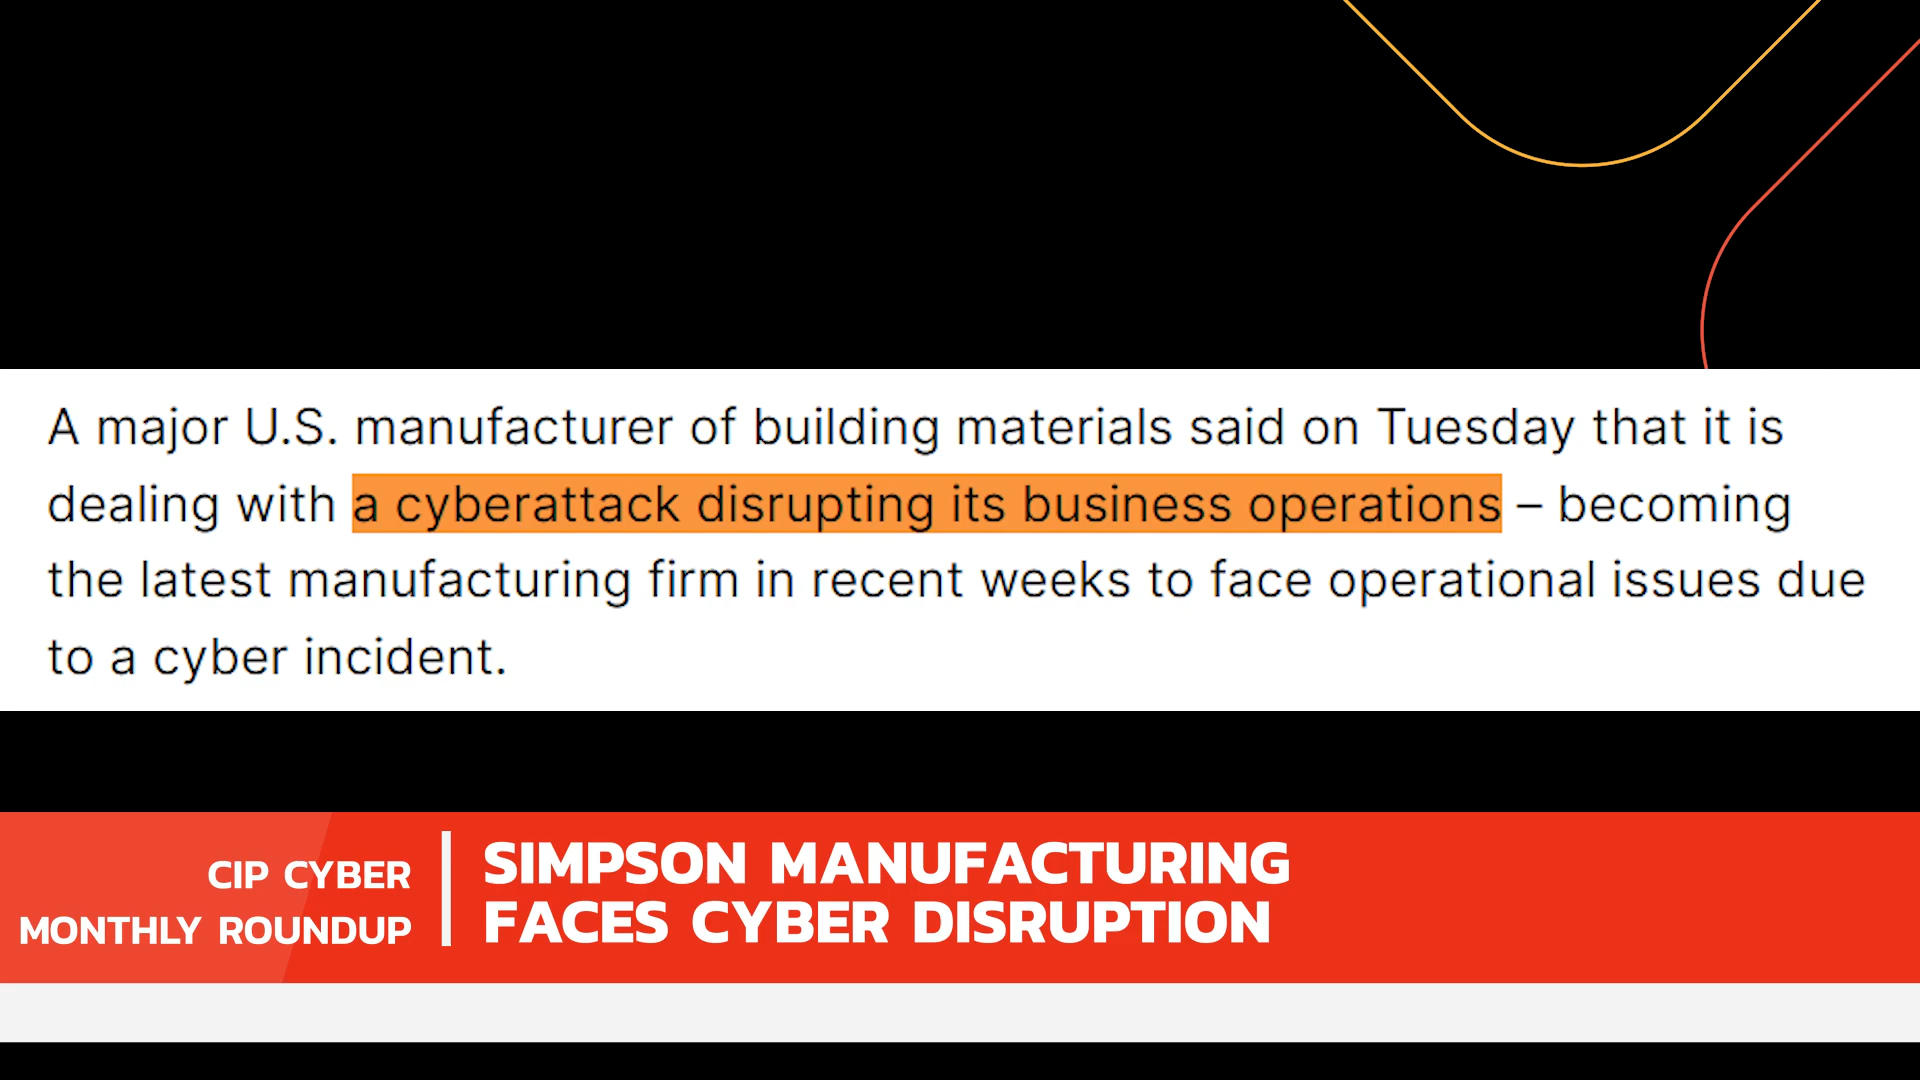 A major U.S. manufacturer of building materials said on Tuesday that it is
dealing with a cyberattack disrupting its business operations – becoming
the latest manufacturing firm in recent weeks to face operational issues due
to a cyber incident.
CIP CYBER
MONTHLY ROUNDUP
SIMPSON MANUFACTURING
FACES CYBER DISRUPTION